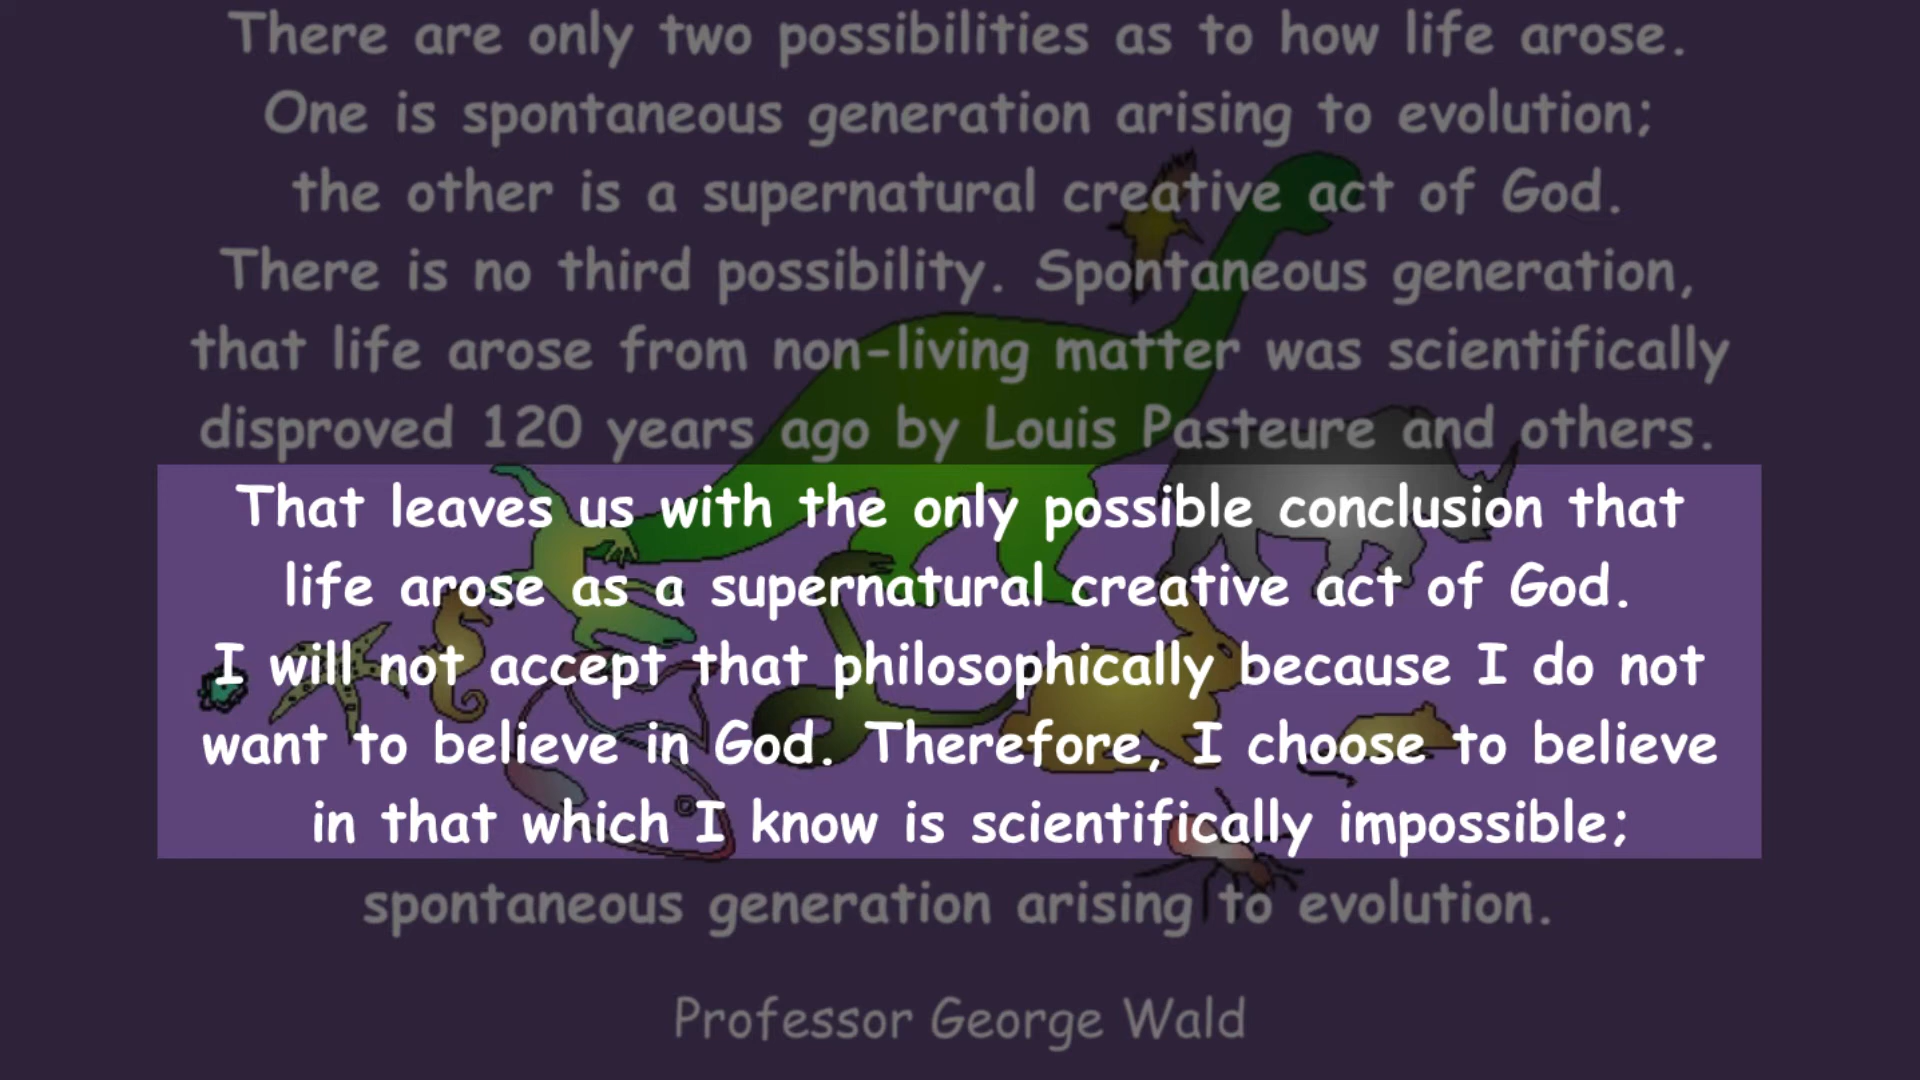 There are only two possibilities as to how life arose.
One is spontaneous generation arising to evolution;
the other is a supernatural creative act of God.
There is no third possibility. Spontaneous generation,
that life arose from non-living matter was scientifically
disproved 120 years ago by Louis Pasteure and others.
That leaves us with the only possible conclusion that
life arose as a supernatural creative act of God.
I will not accept that philosophically because I do not
want to believe in God. Therefore, I choose to believe
in that which I know is scientifically impossible;
spontaneous generation arising to evolution.
Professor George Wald